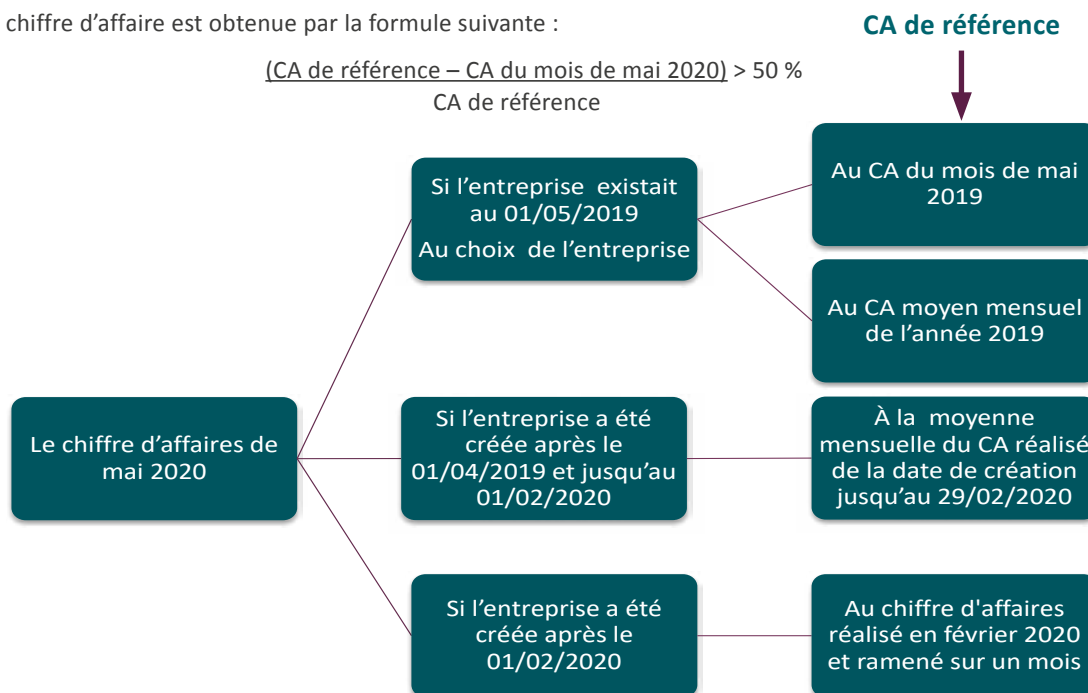 chiffre d’affaire est obtenue par la formule suivante :
CA de référence
(CA de référence – CA du mois de mai 2020) > 50 %
CA de référence
Si l’entreprise existait
au 01/05/2019
Au choix de l’entreprise
Au CA du mois de mai
2019
Au CA moyen mensuel
de l’année 2019
Le chiffre d’affaires de
mai 2020
Si l’entreprise a été
créée après le
01/04/2019 et jusqu’au
01/02/2020
À la moyenne
mensuelle du CA réalisé
de la date de création
jusqu’au 29/02/2020
Si l’entreprise a été
créée après le
01/02/2020
Au chiffre d'affaires
réalisé en février 2020
et ramené sur un mois